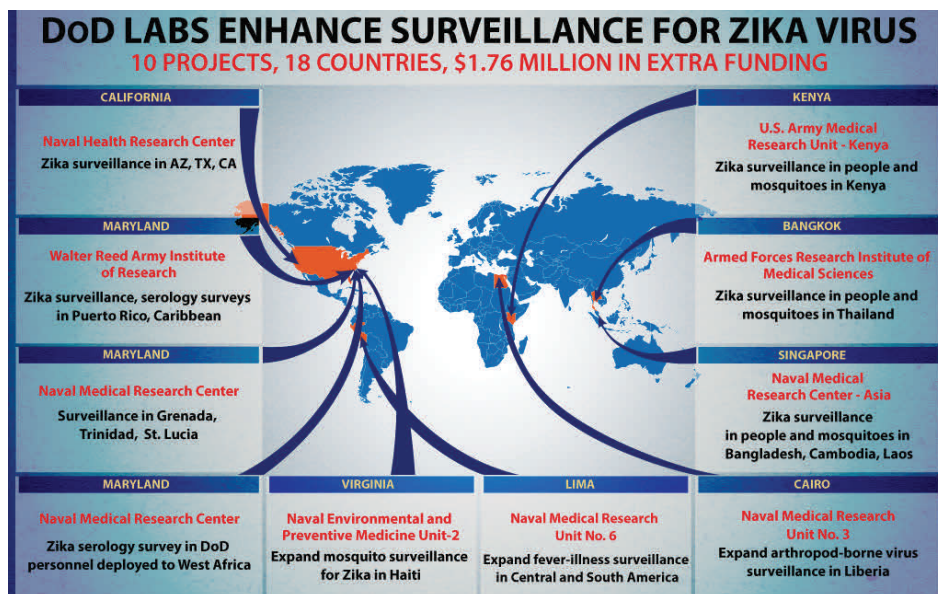 DoD LABS ENHANCE SURVEILLANCE FOR ZIKA VIRUS
10 PROJECTS, 18 COUNTRIES, $1.76 MILLION IN EXTRA FUNDING
CALIFORNIA
Naval Health Research Center
Zika surveillance in AZ, TX, CA
MARYLAND
Walter Reed Army Institute
of Research
Zika surveillance, serology surveys
in Puerto Rico, Caribbean
MARYLAND
Naval Medical Research Center
Surveillance in Grenada,
Trinidad, St. Lucia
KENYA
U.S. Army Medical
Research Unit - Kenya
Zika surveillance in people and
mosquitoes in Kenya
BANGKOK
Armed Forces Research Institute of
Medical Sciences
Zika surveillance in people and
mosquitoes in Thailand
SINGAPORE
Naval Medical
Research Center - Asia
Zika surveillance
in people and mosquitoes in
Bangladesh, Cambodia, Laos
MARYLAND
Naval Medical Research Center
Zika serology survey in DoD
personnel deployed to West Africa
VIRGINIA
Naval Environmental and
Preventive Medicine Unit-2
Expand mosquito surveillance
for Zika in Haiti
LIMA
Naval Medical Research
Unit No. 6
Expand fever-illness surveillance
in Central and South America
CAIRO
Naval Medical Research
Unit No. 3
Expand arthropod-borne virus
surveillance in Liberia